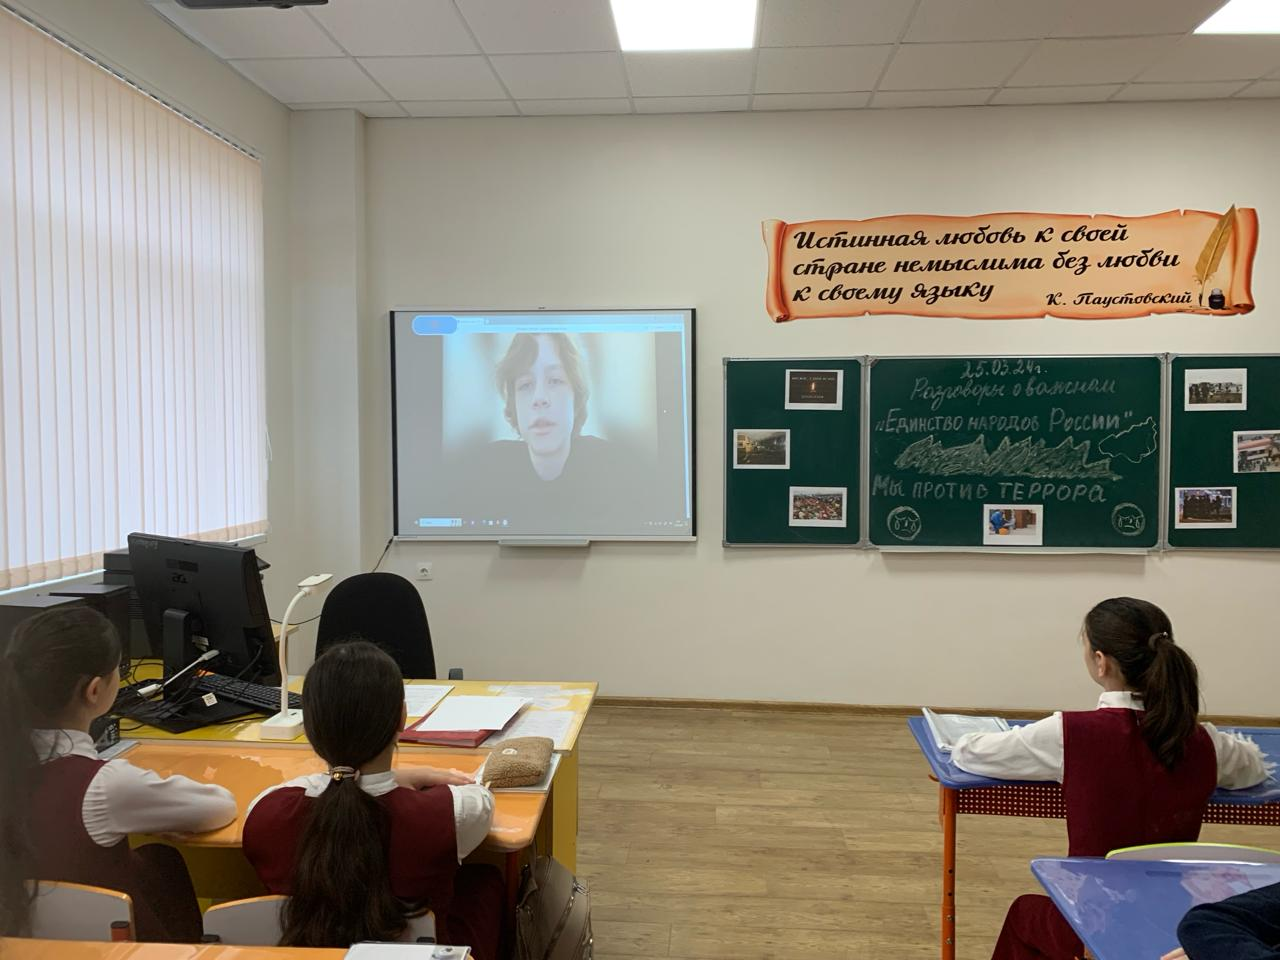 Истинная любовь к своей
стране немыслима без любви
к своему языку
К. Паустовский
25.03.24г.
Разговоры о важном
"Единство народов России"
Мы против террора